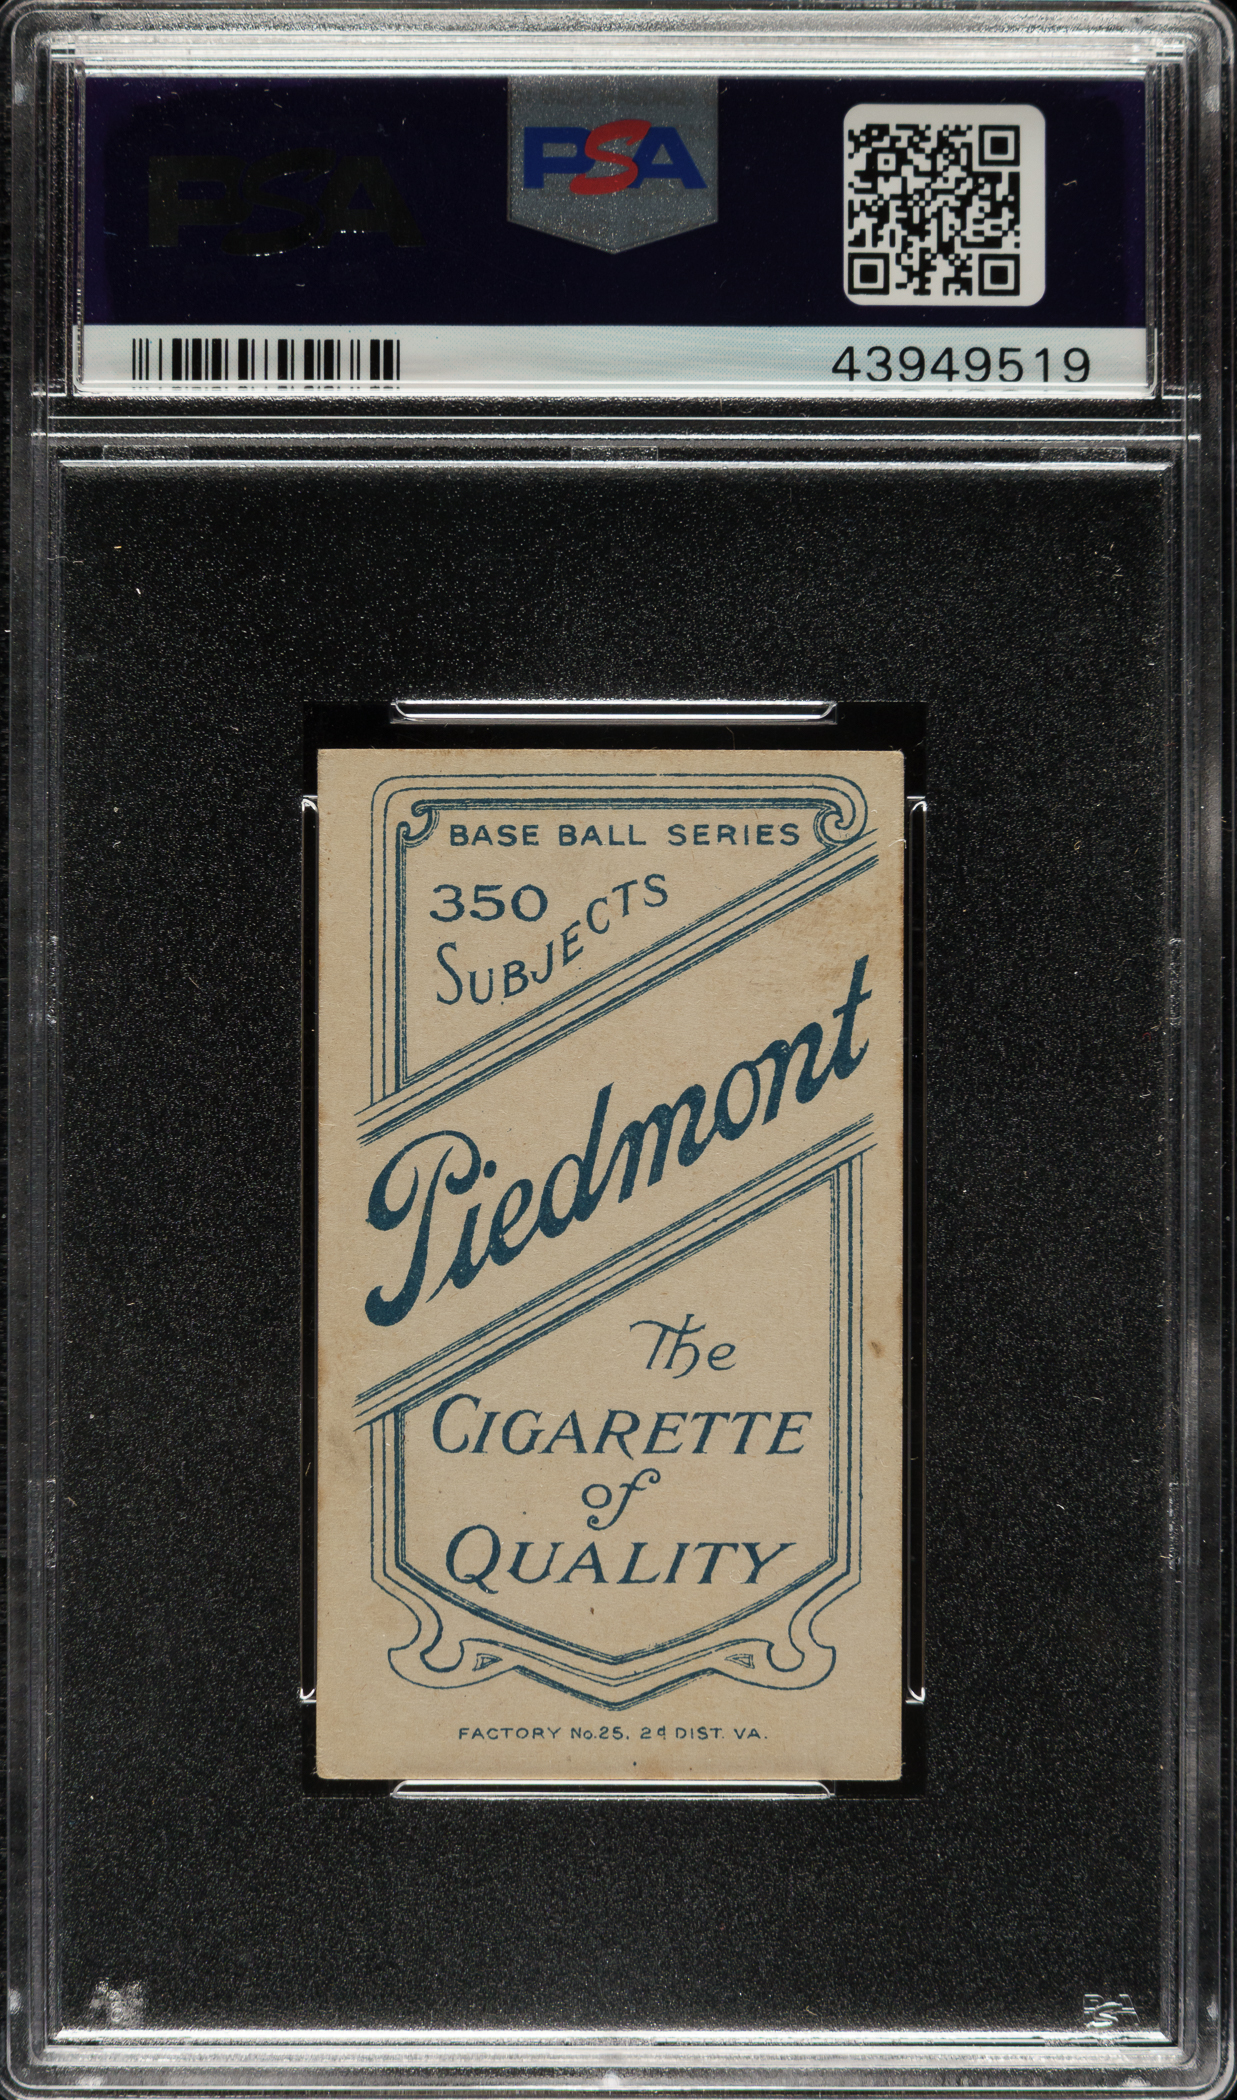 PSA
PSA
43949519
BASE BALL SERIES
350
SUBJECTS
Piedmont
The
CIGARETTE
of
QUALITY
FACTORY No. 25, 2d DIST. VA.
PSA